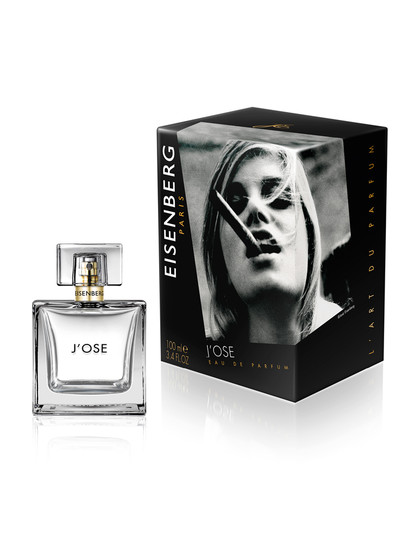 EISENBERG
PARIS
100 ml e
3.4 FL.OZ
J'OSE
EAU DE PARFUM
L'ART DU PARFUM
EISENBERG
J'OSE